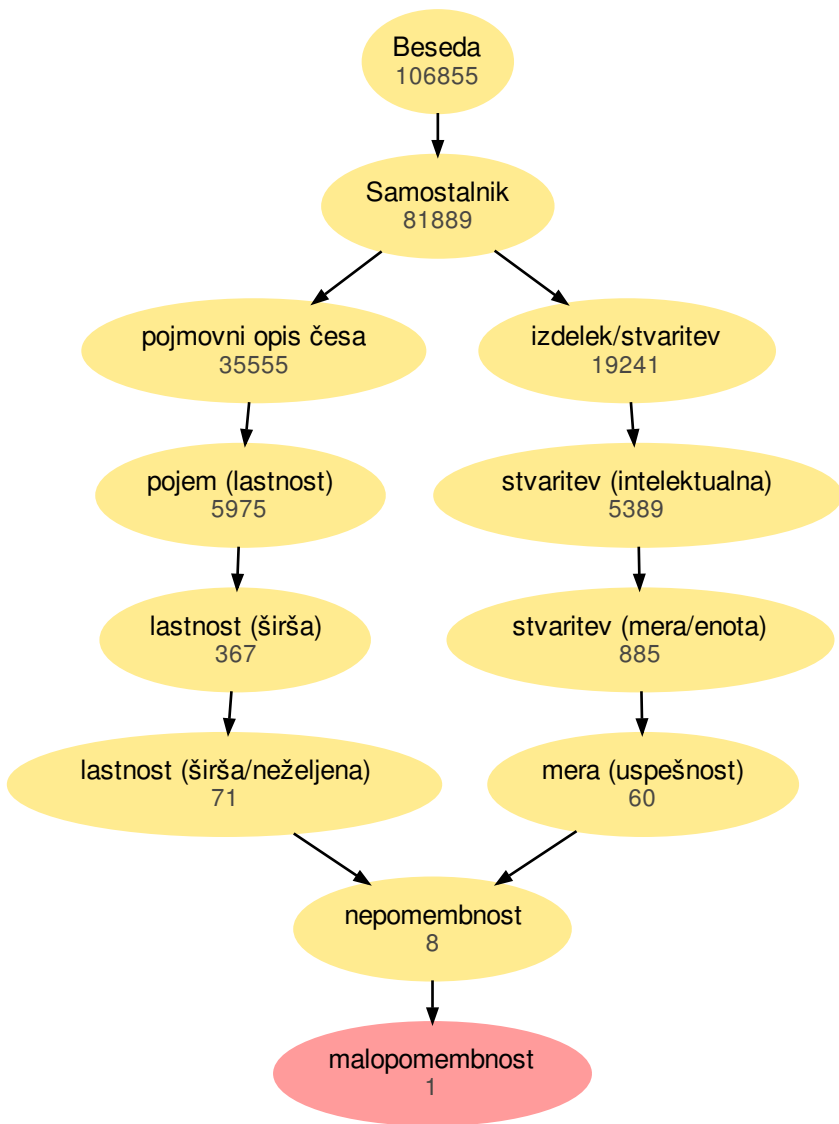 Beseda
106855
Samostalnik
81889
pojmovni opis česa
35555
izdelek/stvaritev
19241
pojem (lastnost)
5975
stvaritev (intelektualna)
5389
lastnost (širša)
367
stvaritev (mera/enota)
885
lastnost (širša/neželjena)
71
mera (uspešnost)
60
nepomembnost
8
malopomembnost
1